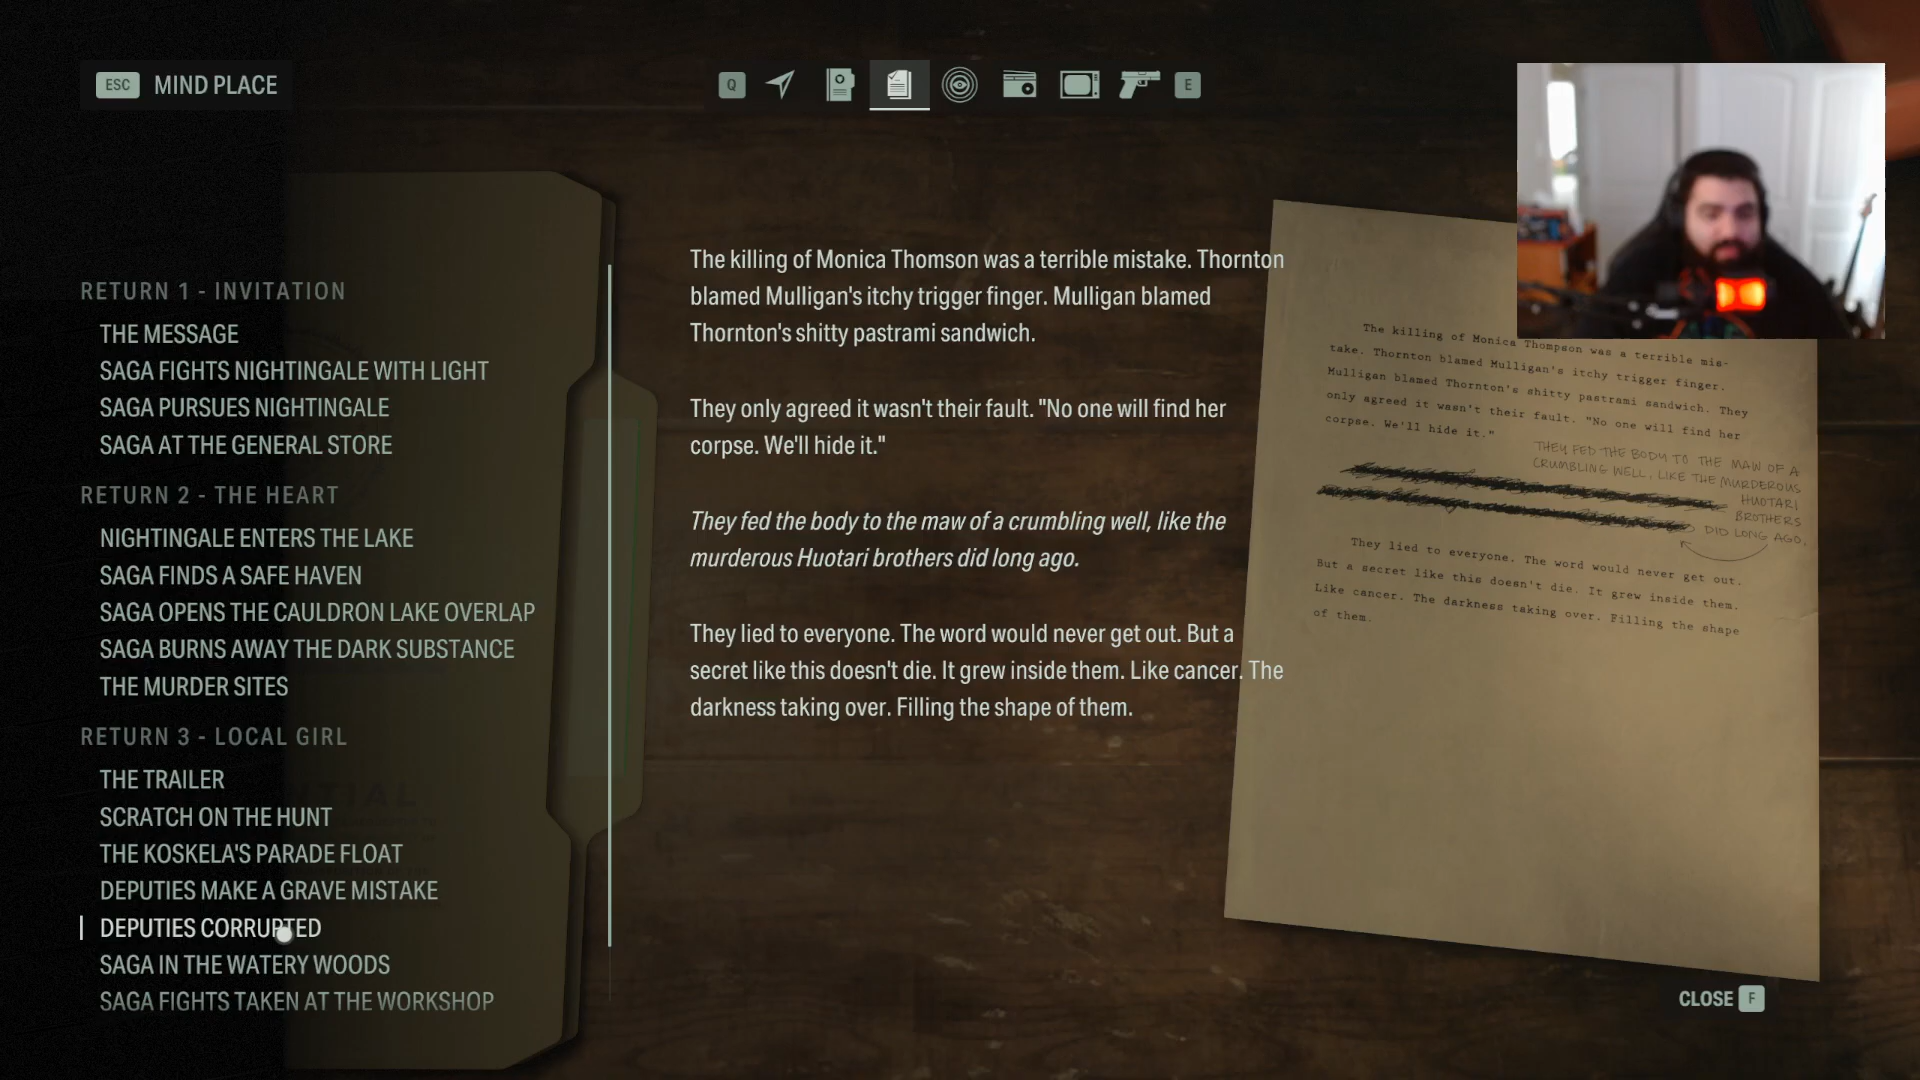 ESC MIND PLACE
Q E
RETURN 1 - INVITATION
THE MESSAGE
SAGA FIGHTS NIGHTINGALE WITH LIGHT
SAGA PURSUES NIGHTINGALE
SAGA AT THE GENERAL STORE
RETURN 2 - THE HEART
NIGHTINGALE ENTERS THE LAKE
SAGA FINDS A SAFE HAVEN
SAGA OPENS THE CAULDRON LAKE OVERLAP
SAGA BURNS AWAY THE DARK SUBSTANCE
THE MURDER SITES
RETURN 3 - LOCAL GIRL
THE TRAILER
SCRATCH ON THE HUNT
THE KOSKELA'S PARADE FLOAT
DEPUTIES MAKE A GRAVE MISTAKE
DEPUTIES CORRUPTED
SAGA IN THE WATERY WOODS
SAGA FIGHTS TAKEN AT THE WORKSHOP
The killing of Monica Thomson was a terrible mistake. Thornton
blamed Mulligan's itchy trigger finger. Mulligan blamed
Thornton's shitty pastrami sandwich.
They only agreed it wasn't their fault. "No one will find her
corpse. We'll hide it."
They fed the body to the maw of a crumbling well, like the
murderous Huotari brothers did long ago.
They lied to everyone. The word would never get out. But a
secret like this doesn't die. It grew inside them. Like cancer. The
darkness taking over. Filling the shape of them.
The killing of Monica Thompson was a terrible mis-
take. Thornton blamed Mulligan's itchy trigger finger.
Mulligan blamed Thornton's shitty pastrami sandwich. They
only agreed it wasn't their fault. "No one will find her
corpse. We'll hide it."
THEY FED THE BODY TO THE MAW OF A
CRUMBLING WELL, LIKE THE MURDEROUS
HUOTARI
BROTHERS
DID LONG AGO.
They lied to everyone. The word would never get out.
But a secret like this doesn't die. It grew inside them.
Like cancer. The darkness taking over. Filling the shape
of them.
CLOSE F